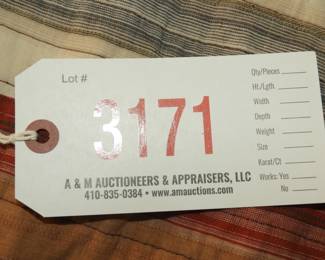 Lot #
3171
Qty/Pieces
Ht./Lgth.
Width
Depth
Weight
Size
Karat/Ct
Works: Yes
No
A & M AUCTIONEERS & APPRAISERS, LLC
410-835-0384 • www.amauctions.com